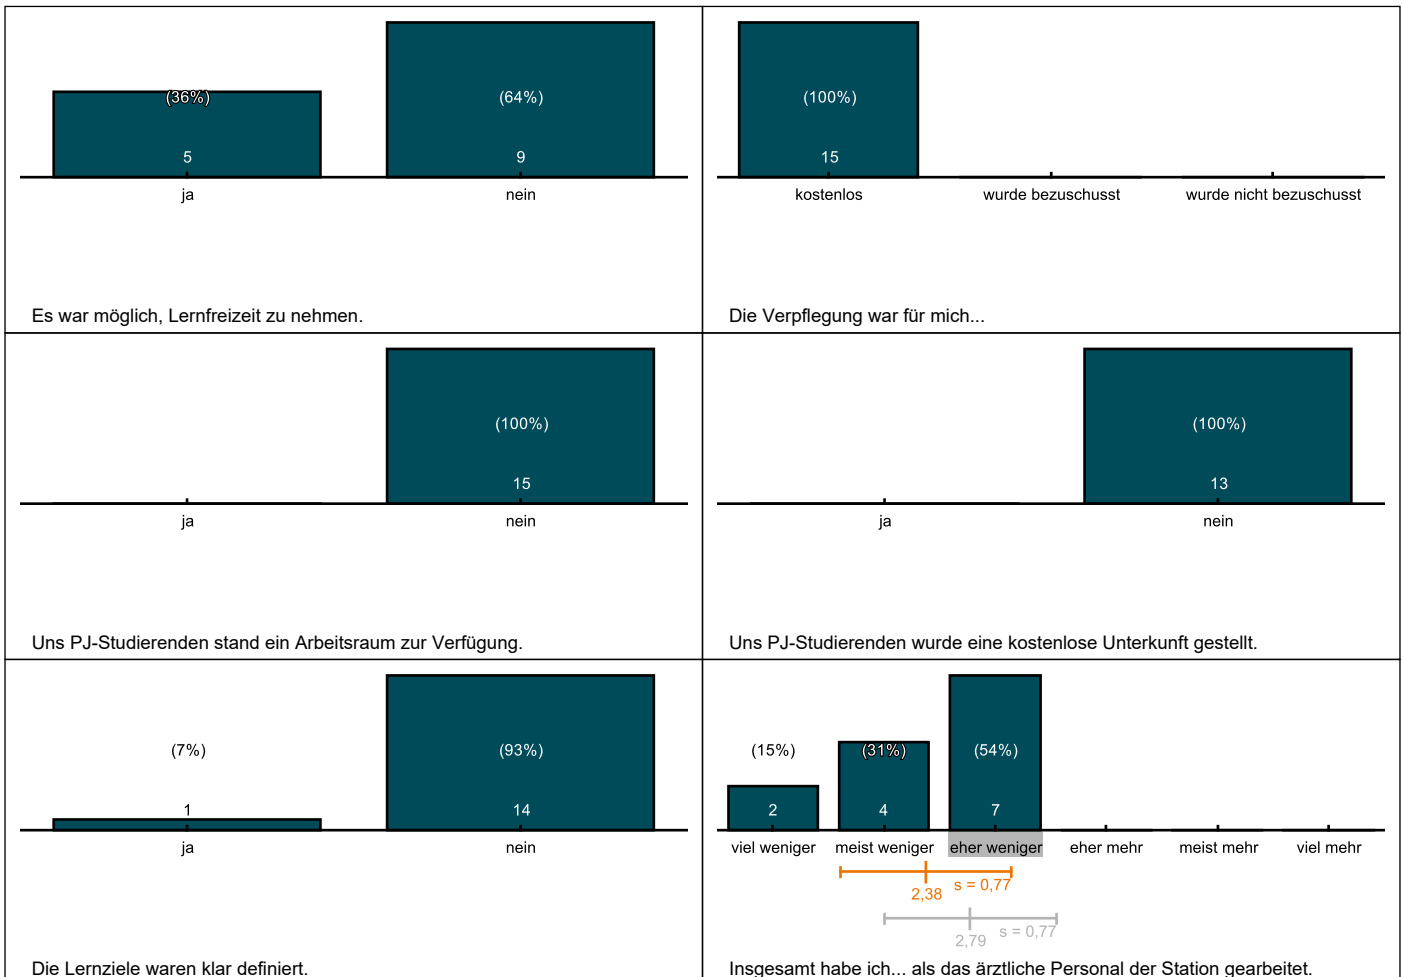 (36%)
(64%)
5
9
ja
nein
Es war möglich, Lernfreizeit zu nehmen.
(100%)
15
kostenlos
wurde bezuschusst
wurde nicht bezuschusst
Die Verpflegung war für mich...
(100%)
15
ja
nein
Uns PJ-Studierenden stand ein Arbeitsraum zur Verfügung.
(100%)
13
ja
nein
Uns PJ-Studierenden wurde eine kostenlose Unterkunft gestellt.
(7%)
(93%)
1
14
ja
nein
Die Lernziele waren klar definiert.
(15%)
(31%)
(54%)
2
4
7
viel weniger
meist weniger
eher weniger
eher mehr
meist mehr
viel mehr
2,38
s = 0,77
2,79
s = 0,77
Insgesamt habe ich... als das ärztliche Personal der Station gearbeitet.